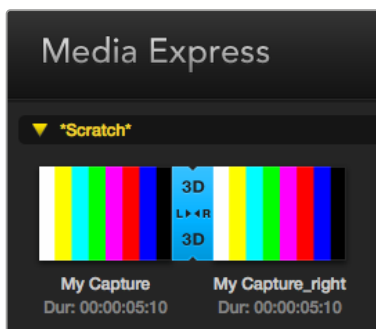 Media Express
*Scratch*
3D
L▶◀R
3D
My Capture
My Capture_right
Dur: 00:00:05:10
Dur: 00:00:05:10